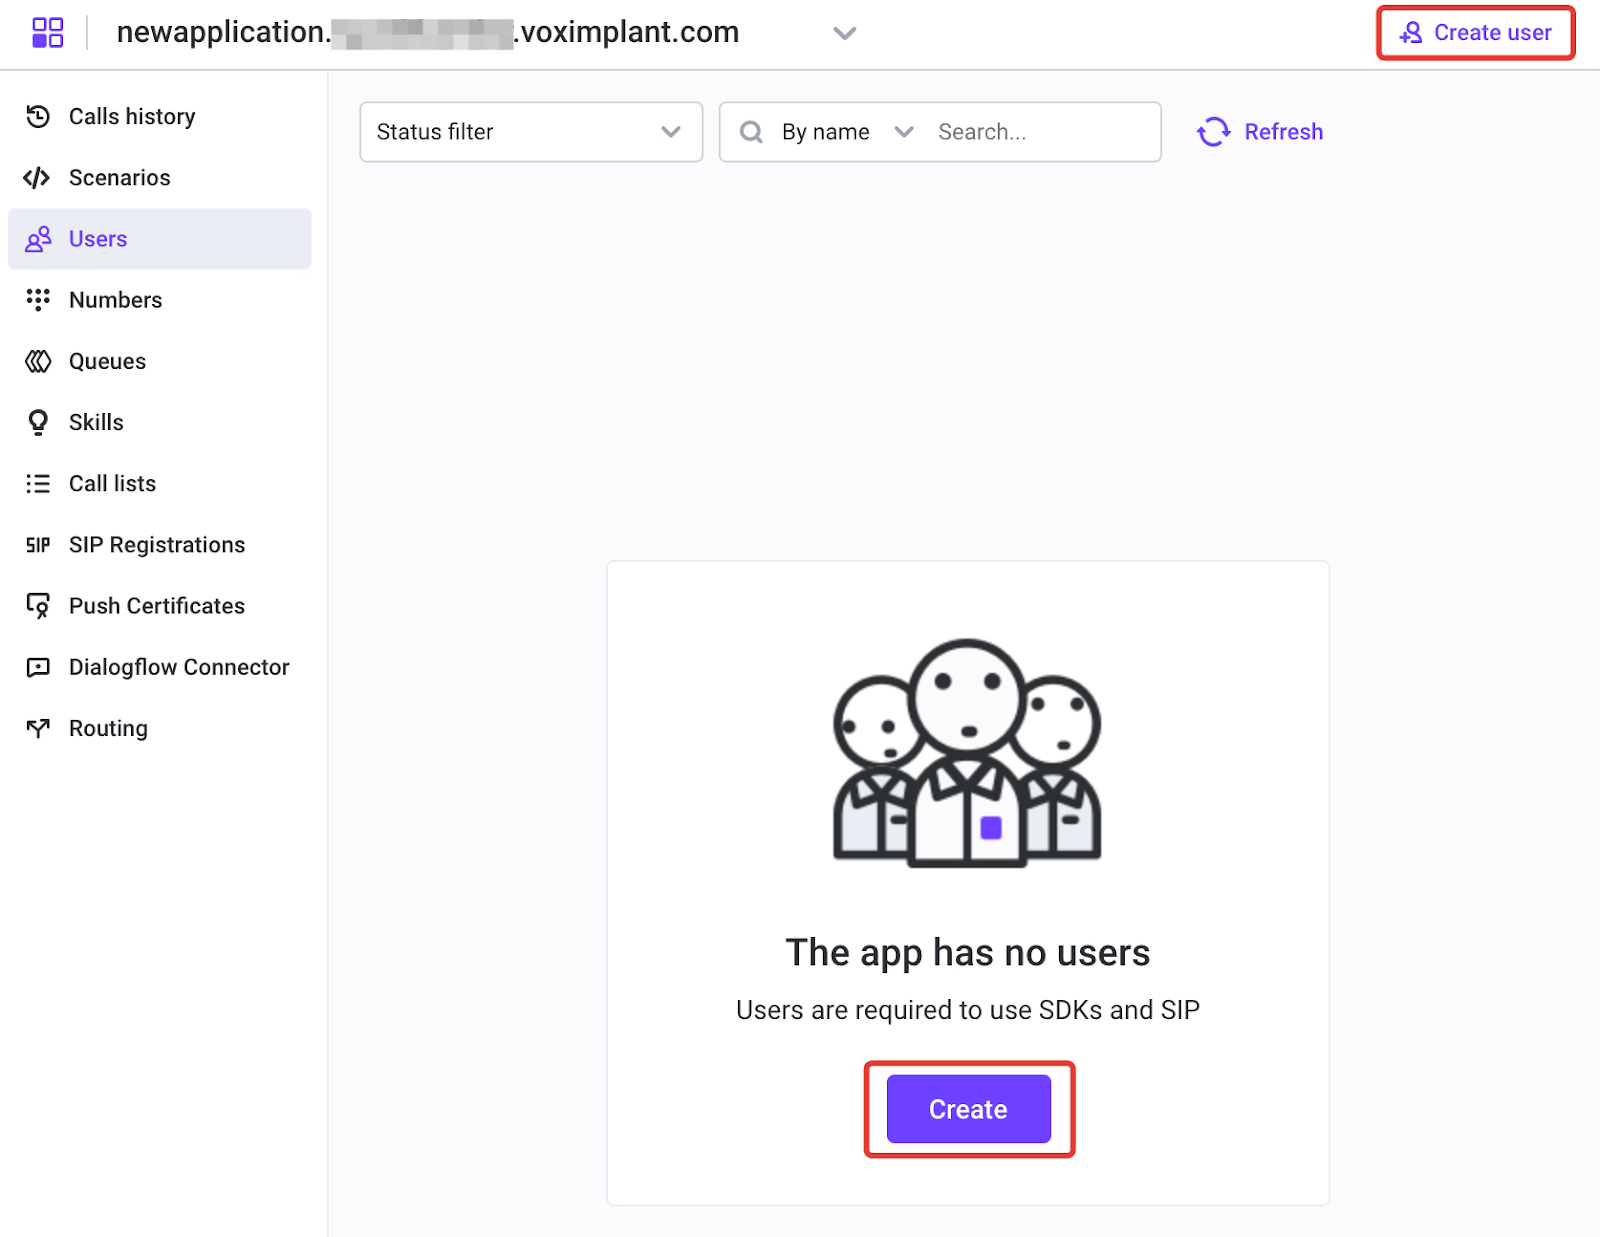 newapplication. .voximplant.com
Create user
Calls history
Scenarios
Users
Numbers
Queues
Skills
Call lists
SIP SIP Registrations
Push Certificates
Dialogflow Connector
Routing
Status filter
By name Search...
Refresh
The app has no users
Users are required to use SDKs and SIP
Create